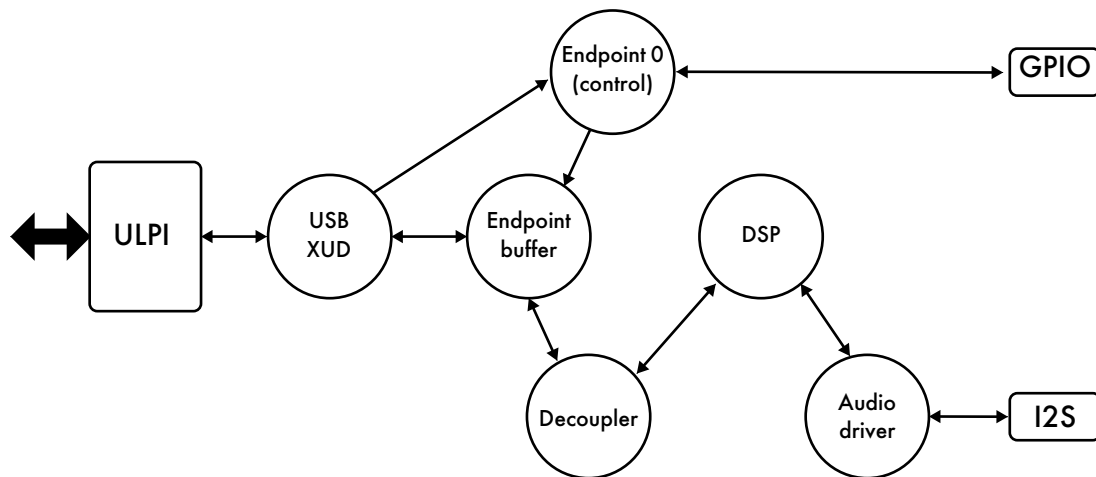 Endpoint 0
(control)
GPIO
ULPI
USB
XUD
Endpoint
buffer
DSP
Decoupler
Audio
driver
I2S